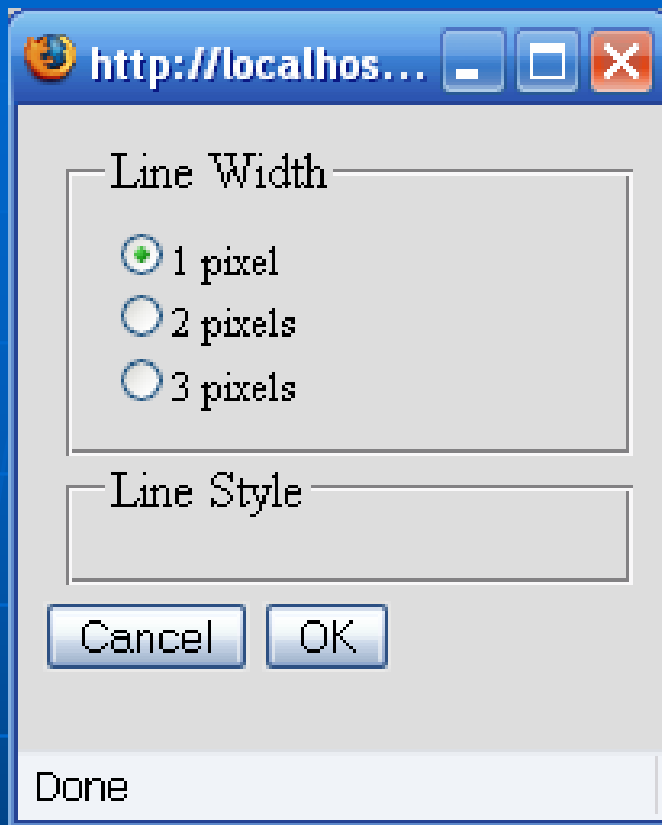 http://localhos...
Line Width
1 pixel
2 pixels
3 pixels
Line Style
Cancel OK
Done